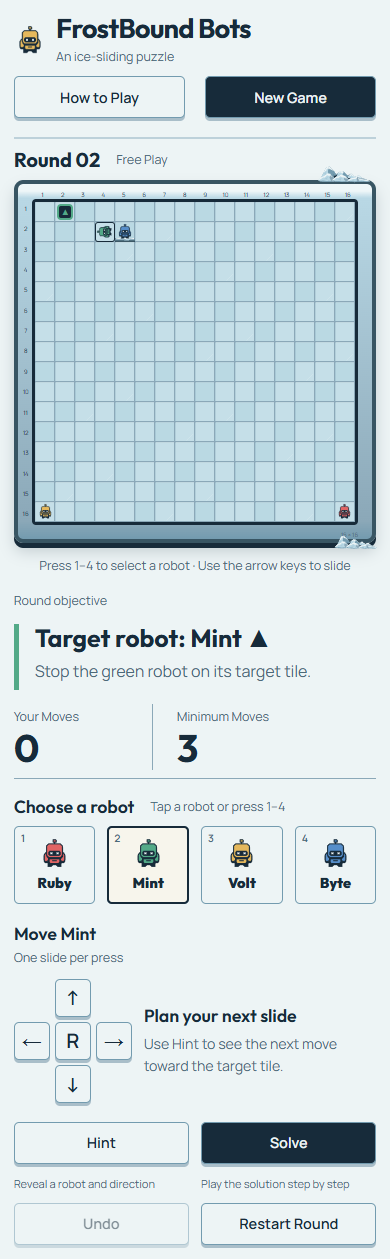 FrostBound Bots
An ice-sliding puzzle
How to Play
New Game
Round 02 Free Play
1 2 3 4 5 6 7 8 9 10 11 12 13 14 15 16
1
2
3
4
5
6
7
8
9
10
11
12
13
14
15
16
Press 1–4 to select a robot · Use the arrow keys to slide
Round objective
Target robot: Mint ▲
Stop the green robot on its target tile.
Your Moves Minimum Moves
0 3
Choose a robot Tap a robot or press 1–4
1 2 3 4
Ruby Mint Volt Byte
Move Mint
One slide per press
↑
← R →
↓
Plan your next slide
Use Hint to see the next move
toward the target tile.
Hint
Solve
Reveal a robot and direction
Play the solution step by step
Undo
Restart Round